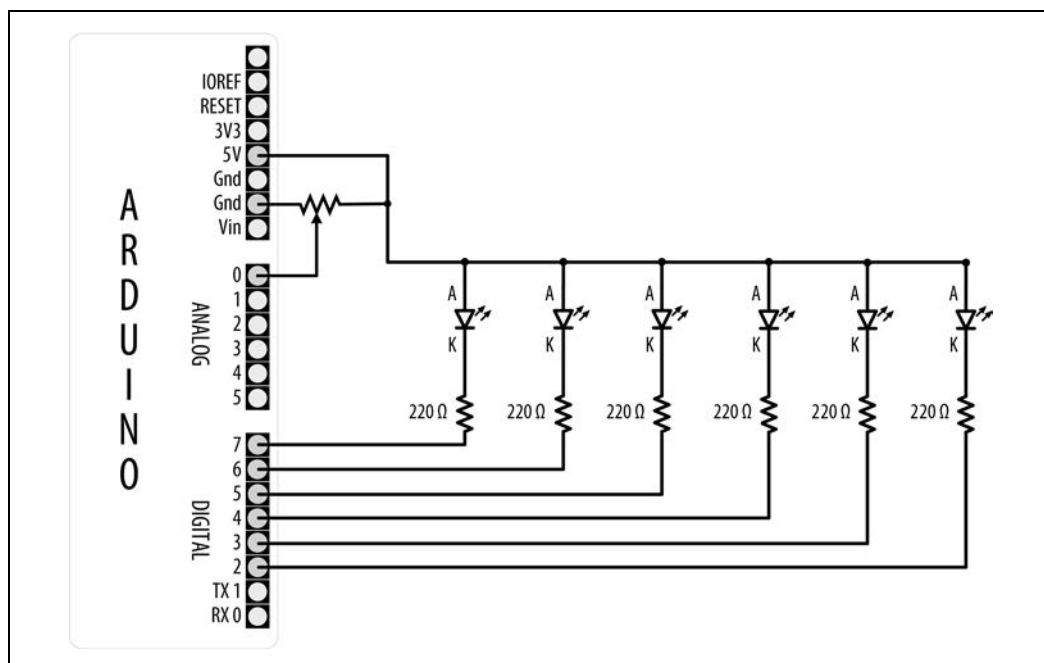 ARDUINO
IOREF
RESET
3V3
5V
Gnd
Gnd
Vin
ANALOG
0
1
2
3
4
5
DIGITAL
7
6
5
4
3
2
TX 1
RX 0
A A A A A A
K K K K K K
220 Ω 220 Ω 220 Ω 220 Ω 220 Ω 220 Ω